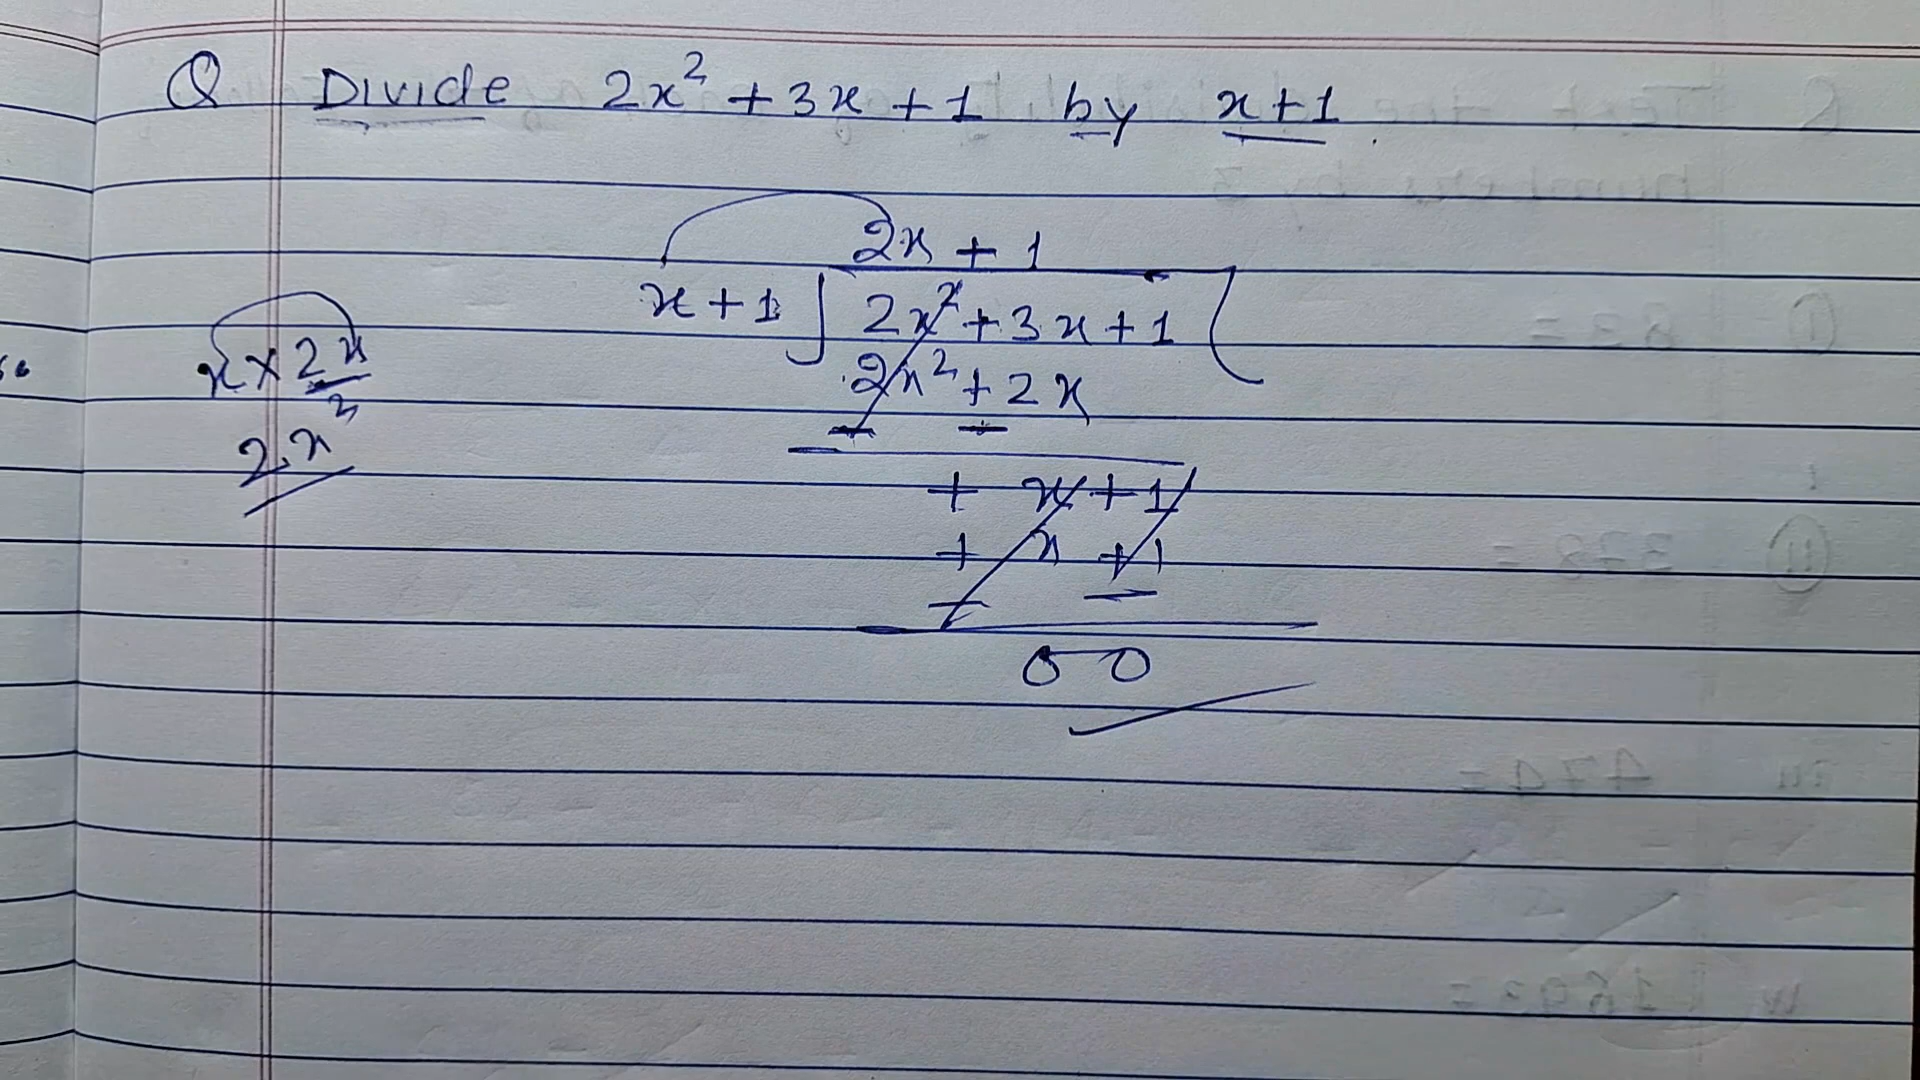 Q Divide 2x² + 3x + 1 by x+1
2x + 1
x + 1 2x² + 3x + 1
x × 2x
2x² + 2x
2x²
+ x + 1
+ x + 1
0 0